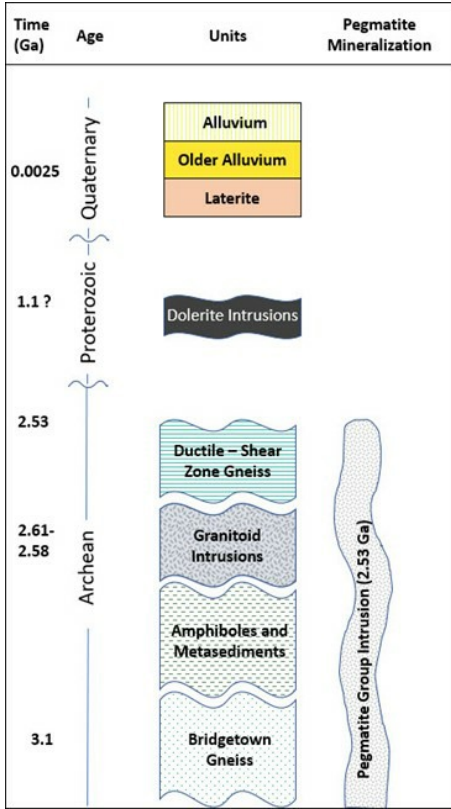 Time
(Ga)
Age
Units
Pegmatite
Mineralization
Quaternary
0.0025
Alluvium
Older Alluvium
Laterite
Proterozoic
1.1 ?
Dolerite Intrusions
Archean
2.53
Ductile – Shear
Zone Gneiss
2.61-
2.58
Granitoid
Intrusions
Amphiboles and
Metasediments
3.1
Bridgetown
Gneiss
Pegmatite Group Intrusion (2.53 Ga)